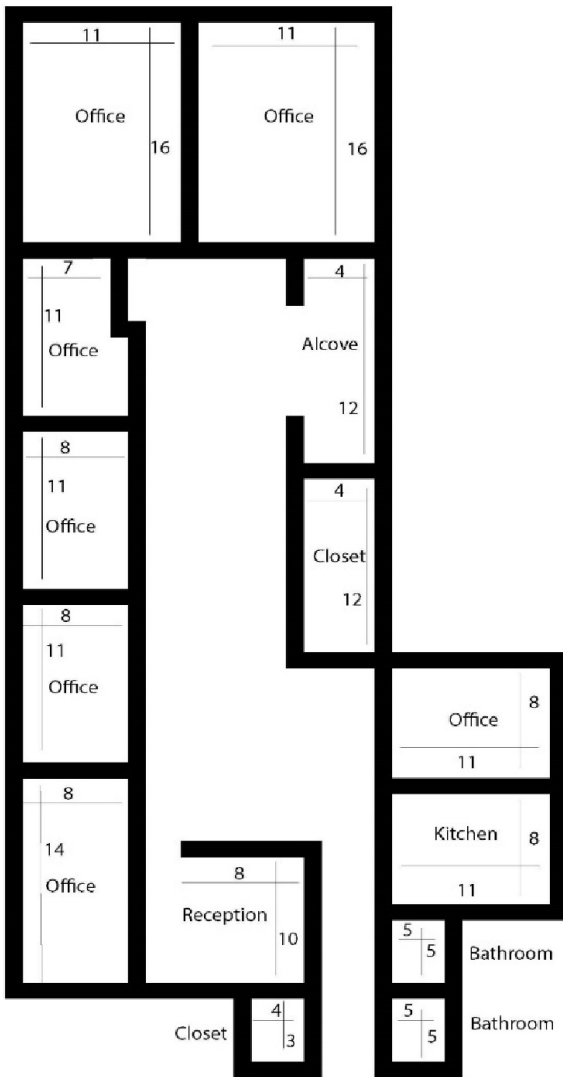 11
Office
16
11
Office
16
7
11
Office
4
Alcove
12
8
11
Office
4
Closet
12
8
11
Office
Office
8
11
8
14
Office
Kitchen
8
11
8
Reception
10
5
5
Bathroom
Closet
4
3
5
5
Bathroom